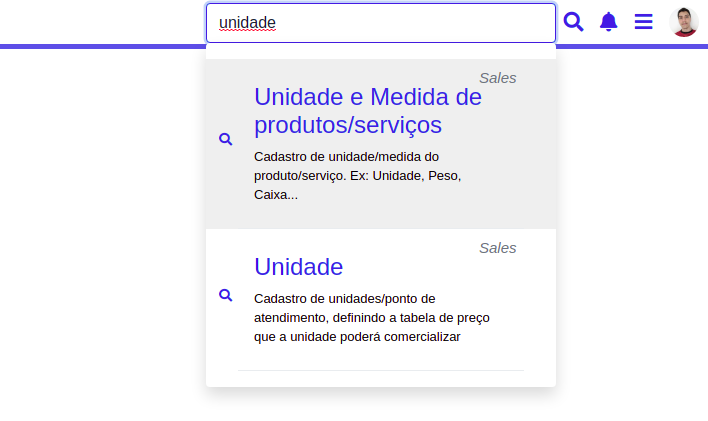 unidade
Sales
Unidade e Medida de
produtos/serviços
Cadastro de unidade/medida do
produto/serviço. Ex: Unidade, Peso,
Caixa...
Sales
Unidade
Cadastro de unidades/ponto de
atendimento, definindo a tabela de preço
que a unidade poderá comercializar